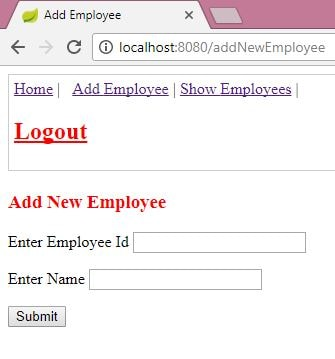 Add Employee
localhost:8080/addNewEmployee
Home | Add Employee | Show Employees |
Logout
Add New Employee
Enter Employee Id
Enter Name
Submit